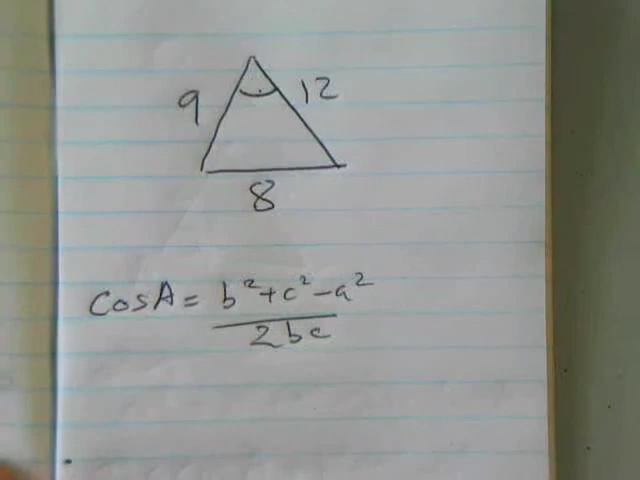 9 12
8
CosA = b²+c²-a²
2bc